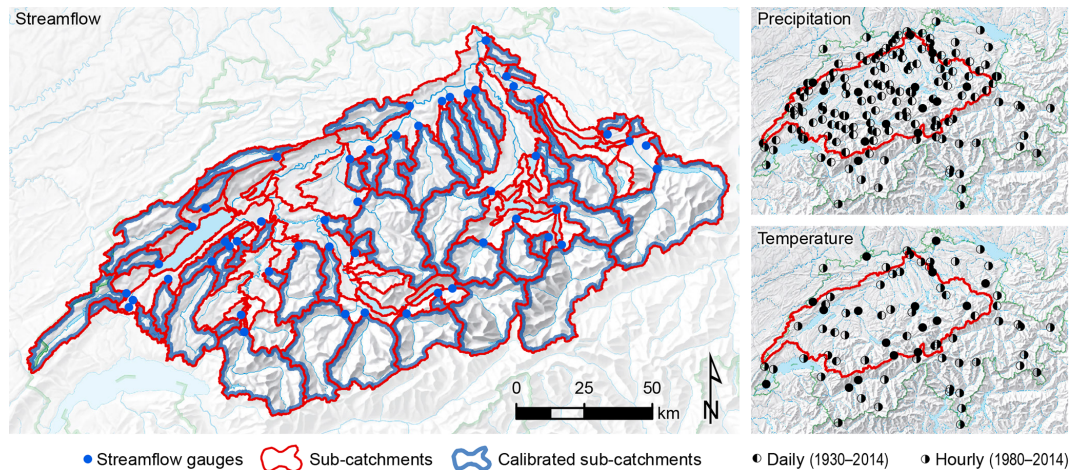 Streamflow
Precipitation
Temperature
0 25 50
km
N
Streamflow gauges Sub-catchments Calibrated sub-catchments Daily (1930–2014) Hourly (1980–2014)